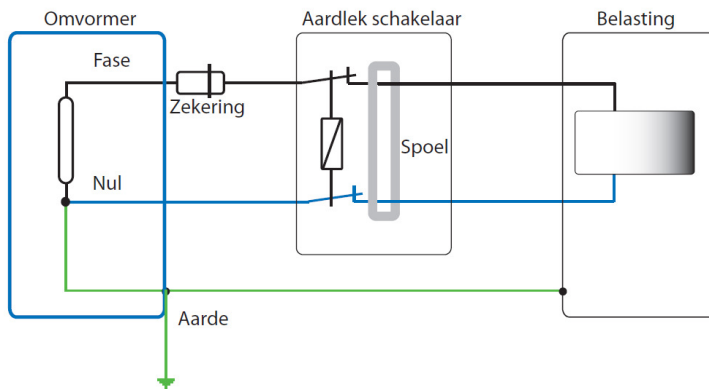 Omvormer
Aardlek schakelaar
Belasting
Fase
Zekering
Spoel
Nul
Aarde